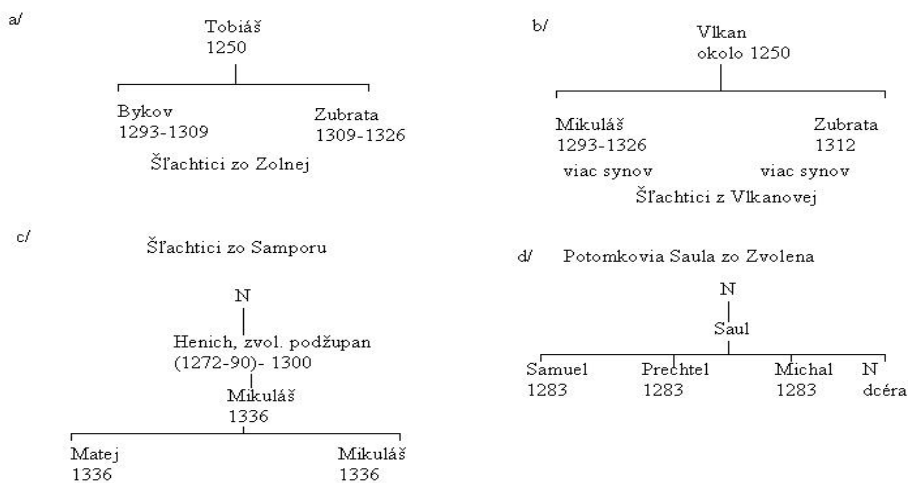 a/
Tobiáš
1250
Bykov
1293-1309
Zubrata
1309-1326
Šľachtici zo Zolnej
b/
Vlkan
okolo 1250
Mikuláš
1293-1326
Zubrata
1312
viac synov
viac synov
Šľachtici z Vlkanovej
c/
Šľachtici zo Samporu
N
Henich, zvol. podžupan
(1272-90)- 1300
Mikuláš
1336
Matej
1336
Mikuláš
1336
d/
Potomkovia Saula zo Zvolena
N
Saul
Samuel
1283
Prechtel
1283
Michal
1283
N
dcéra